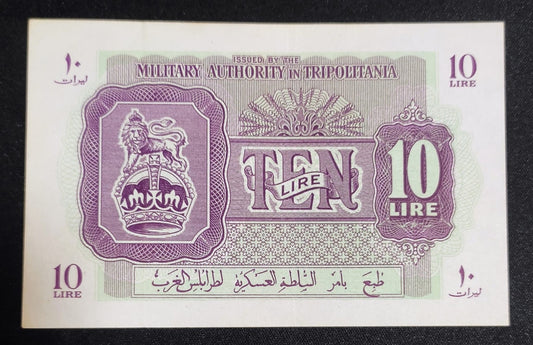 ISSUED BY THE
MILITARY AUTHORITY IN TRIPOLITANIA
١٠
ليرات
10
LIRE
TEN
LIRE
10
LIRE
10
LIRE
طبع بامر السلطة العسكرية لطرابلس الغرب
١٠
ليرات